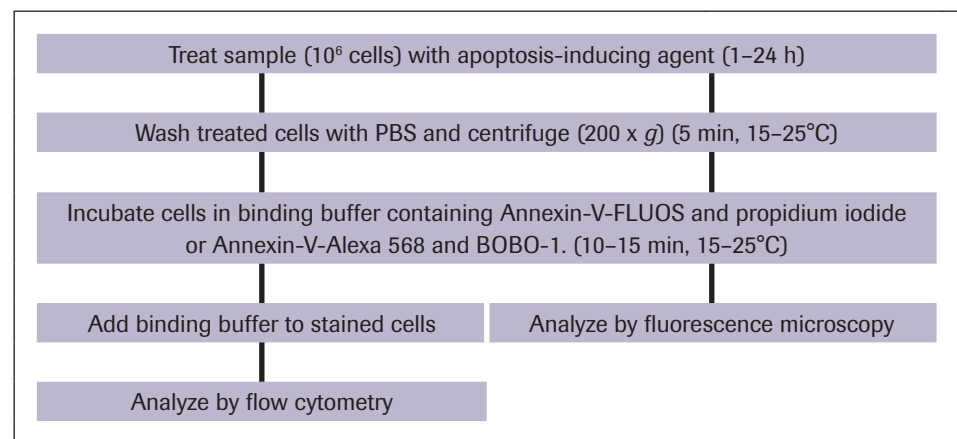 Treat sample (10⁶ cells) with apoptosis-inducing agent (1–24 h)
Wash treated cells with PBS and centrifuge (200 x g) (5 min, 15–25°C)
Incubate cells in binding buffer containing Annexin-V-FLUOS and propidium iodide
or Annexin-V-Alexa 568 and BOBO-1. (10–15 min, 15–25°C)
Add binding buffer to stained cells
Analyze by fluorescence microscopy
Analyze by flow cytometry